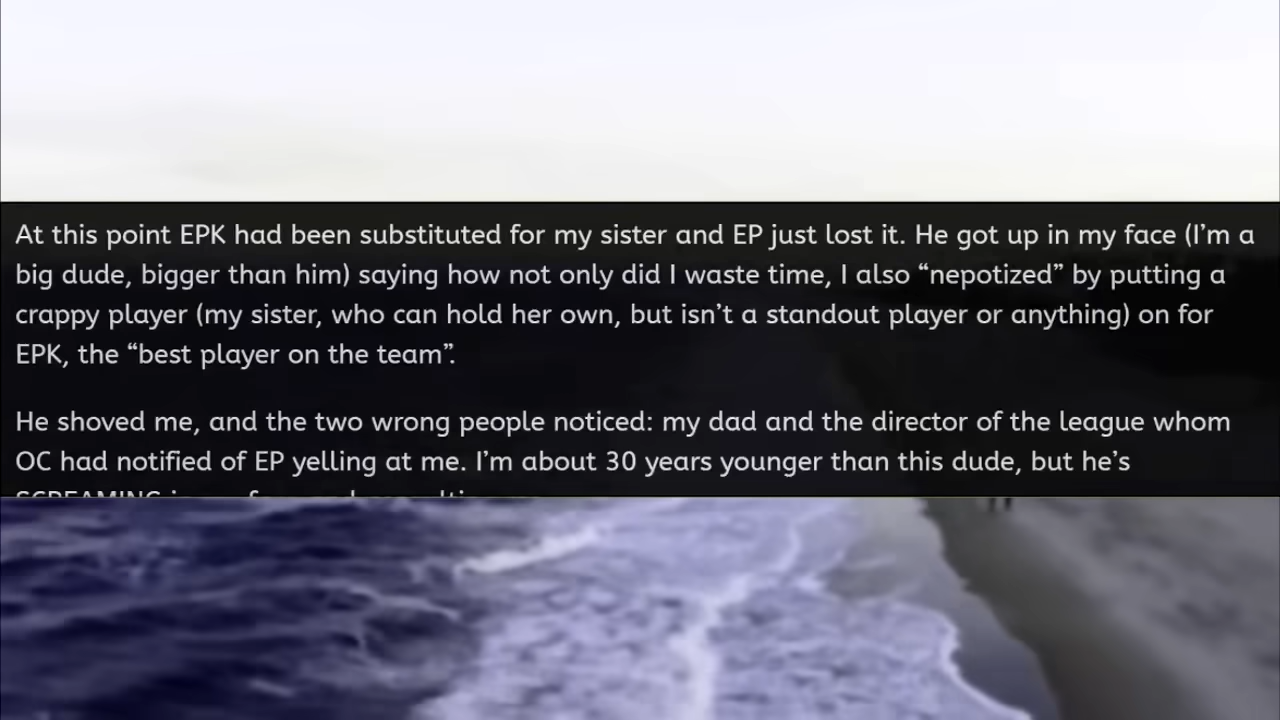 At this point EPK had been substituted for my sister and EP just lost it. He got up in my face (I’m a
big dude, bigger than him) saying how not only did I waste time, I also “nepotized” by putting a
crappy player (my sister, who can hold her own, but isn’t a standout player or anything) on for
EPK, the “best player on the team”.
He shoved me, and the two wrong people noticed: my dad and the director of the league whom
OC had notified of EP yelling at me. I’m about 30 years younger than this dude, but he’s
SCREAMING